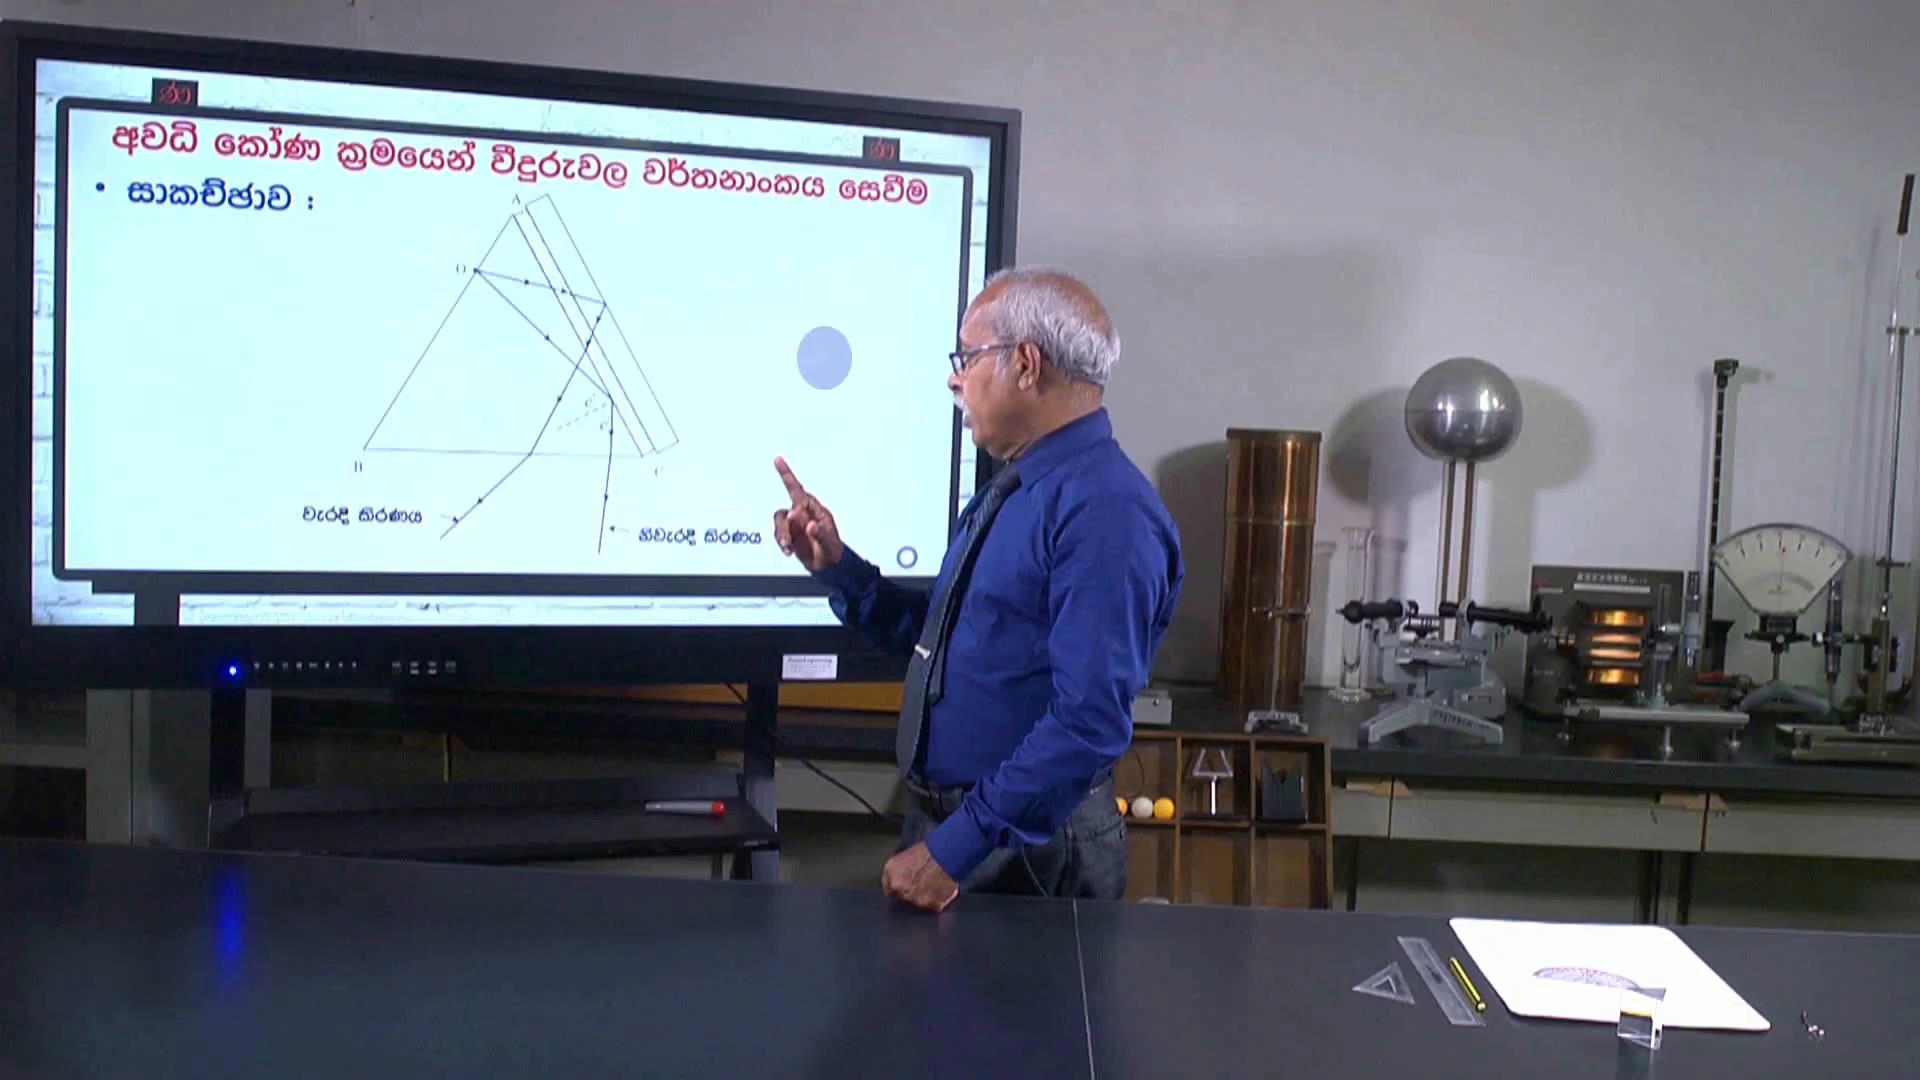 අවධි කෝණ ක්‍රමයෙන් වීදුරුවල වර්තනාංකය සෙවීම
• සාකච්ඡාව :
A
O
c
c
B
C
වැරදි කිරණය
නිවැරදි කිරණය